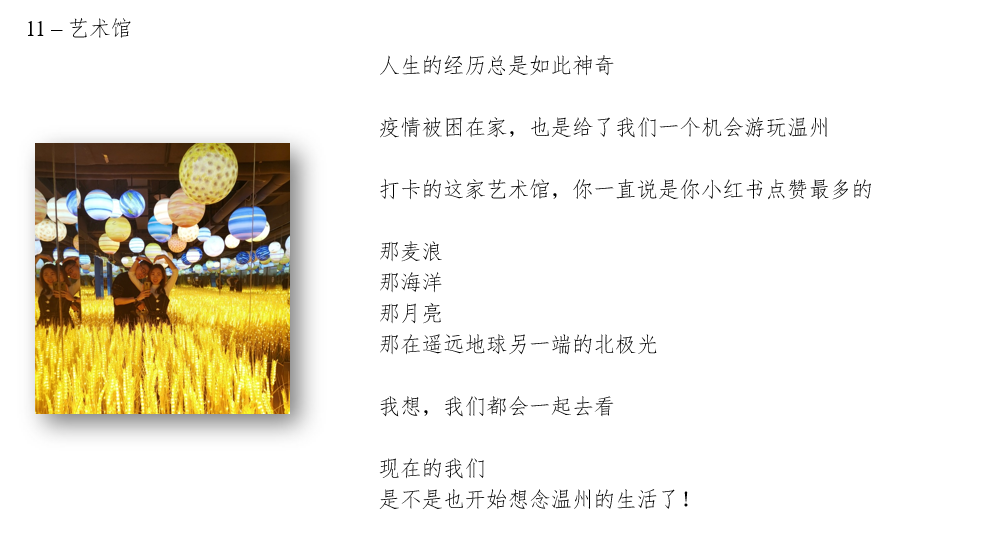 11 – 艺术馆
人生的经历总是如此神奇
疫情被困在家，也是给了我们一个机会游玩温州
打卡的这家艺术馆，你一直说是你小红书点赞最多的
那麦浪
那海洋
那月亮
那在遥远地球另一端的北极光
我想，我们都会一起去看
现在的我们
是不是也开始想念温州的生活了！